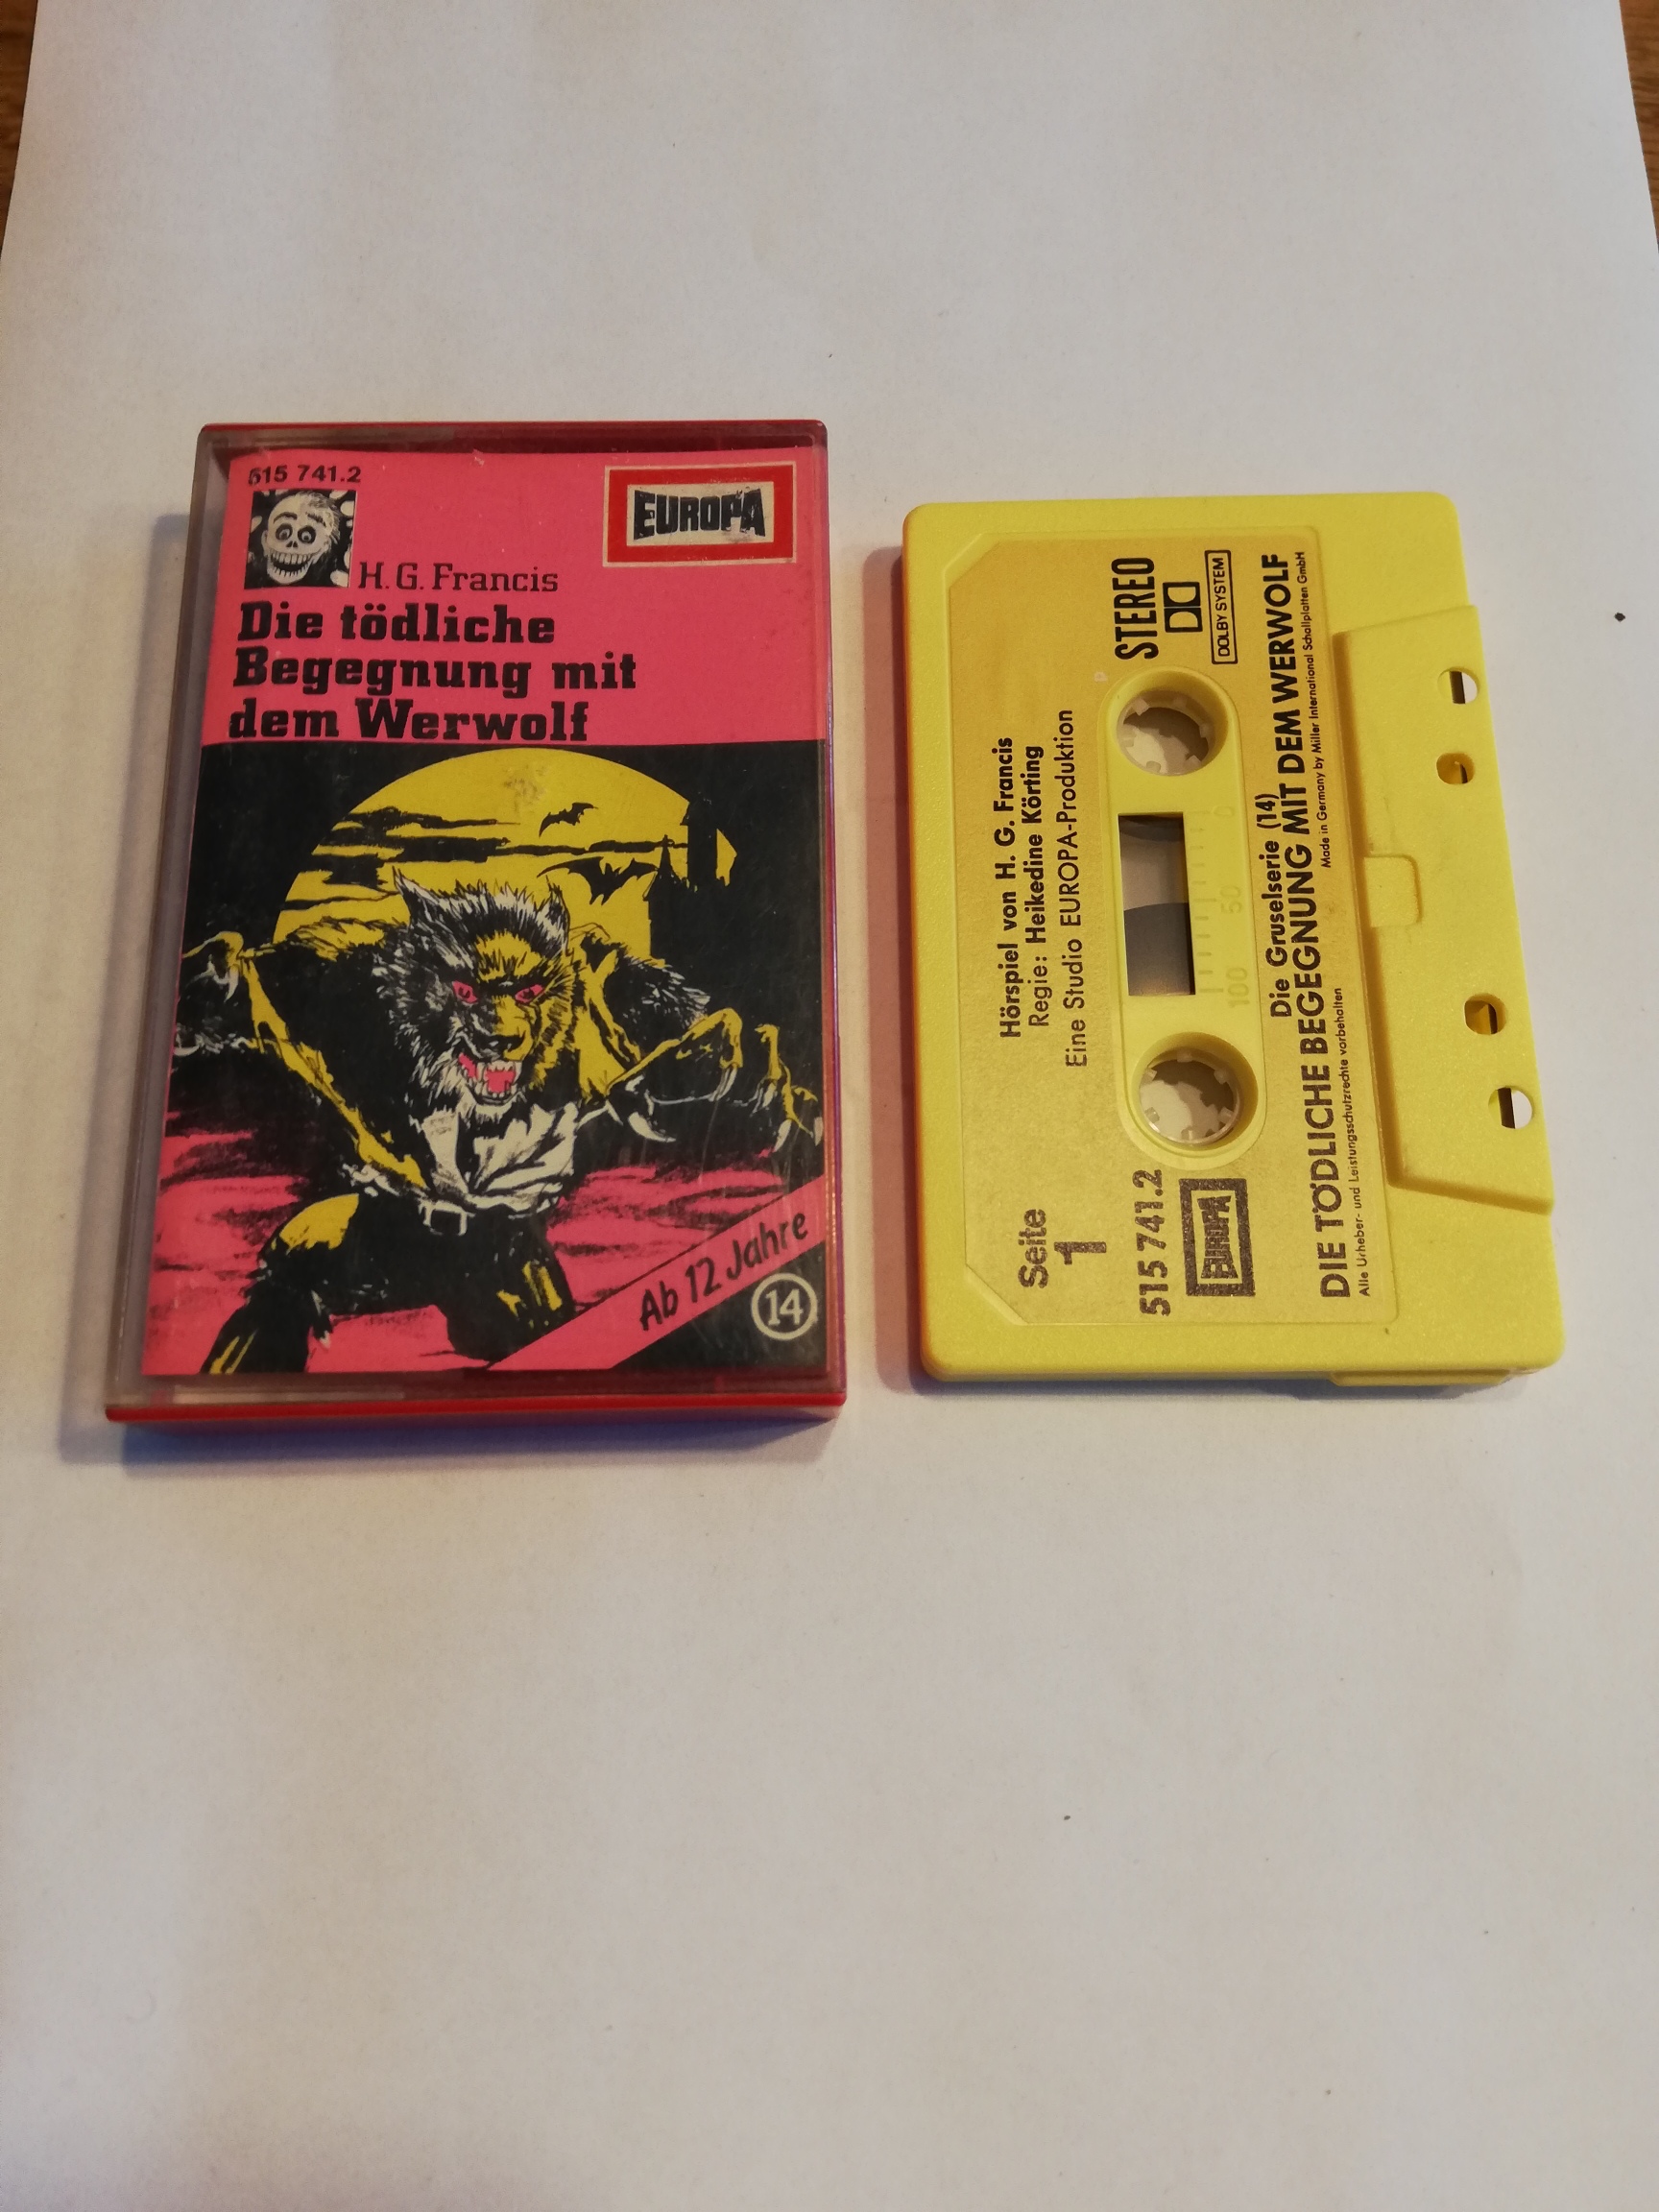 515 741.2
EUROPA
H. G. Francis
Die tödliche
Begegnung mit
dem Werwolf
Ab 12 Jahre
14
Hörspiel von H. G. Francis
Regie: Heikedine Körting
Eine Studio EUROPA-Produktion
Seite
1
STEREO
DOLBY SYSTEM
515 741.2
EUROPA
100 50 0
Die Gruselserie (14)
DIE TÖDLICHE BEGEGNUNG MIT DEM WERWOLF
Alle Urheber- und Leistungsschutzrechte vorbehalten
Made in Germany by Miller International Schallplatten GmbH